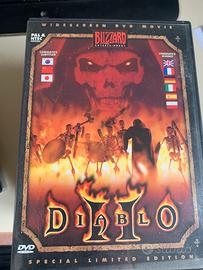 WIDESCREEN DVD MOVIE
BLIZZARD
ENTERTAINMENT
DIABLO
II
DVD
SPECIAL LIMITED EDITION